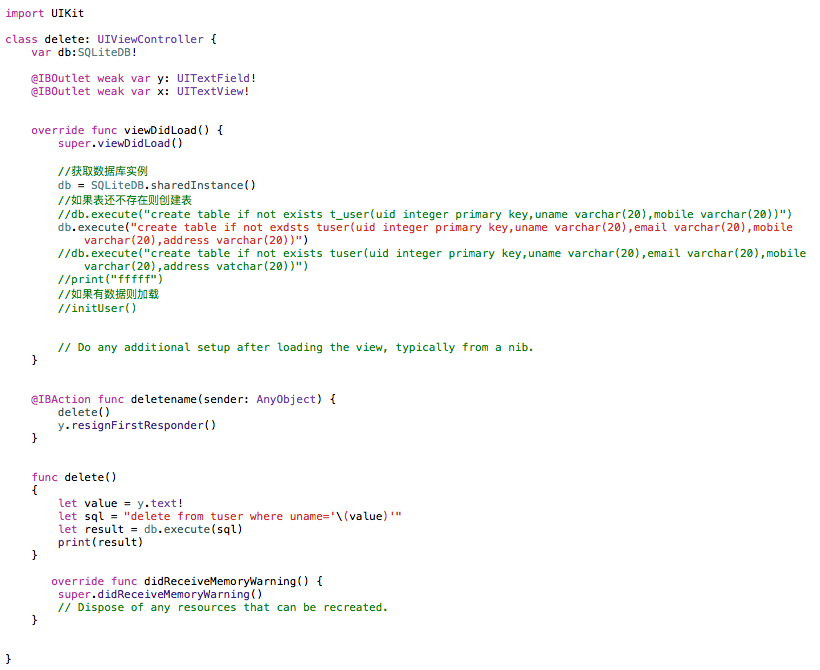 import UIKit
class delete: UIViewController {
var db:SQLiteDB!
@IBOutlet weak var y: UITextField!
@IBOutlet weak var x: UITextView!
override func viewDidLoad() {
super.viewDidLoad()
//获取数据库实例
db = SQLiteDB.sharedInstance()
//如果表还不存在则创建表
//db.execute("create table if not exists t_user(uid integer primary key,uname varchar(20),mobile varchar(20))")
db.execute("create table if not exdsts tuser(uid integer primary key,uname varchar(20),email varchar(20),mobile
varchar(20),address varchar(20))")
//db.execute("create table if not exists tuser(uid integer primary key,uname varchar(20),email varchar(20),mobile
varchar(20),address vatchar(20))")
//print("fffff")
//如果有数据则加载
//initUser()
// Do any additional setup after loading the view, typically from a nib.
}
@IBAction func deletename(sender: AnyObject) {
delete()
y.resignFirstResponder()
}
func delete()
{
let value = y.text!
let sql = "delete from tuser where uname='\(value)'"
let result = db.execute(sql)
print(result)
}
override func didReceiveMemoryWarning() {
super.didReceiveMemoryWarning()
// Dispose of any resources that can be recreated.
}
}